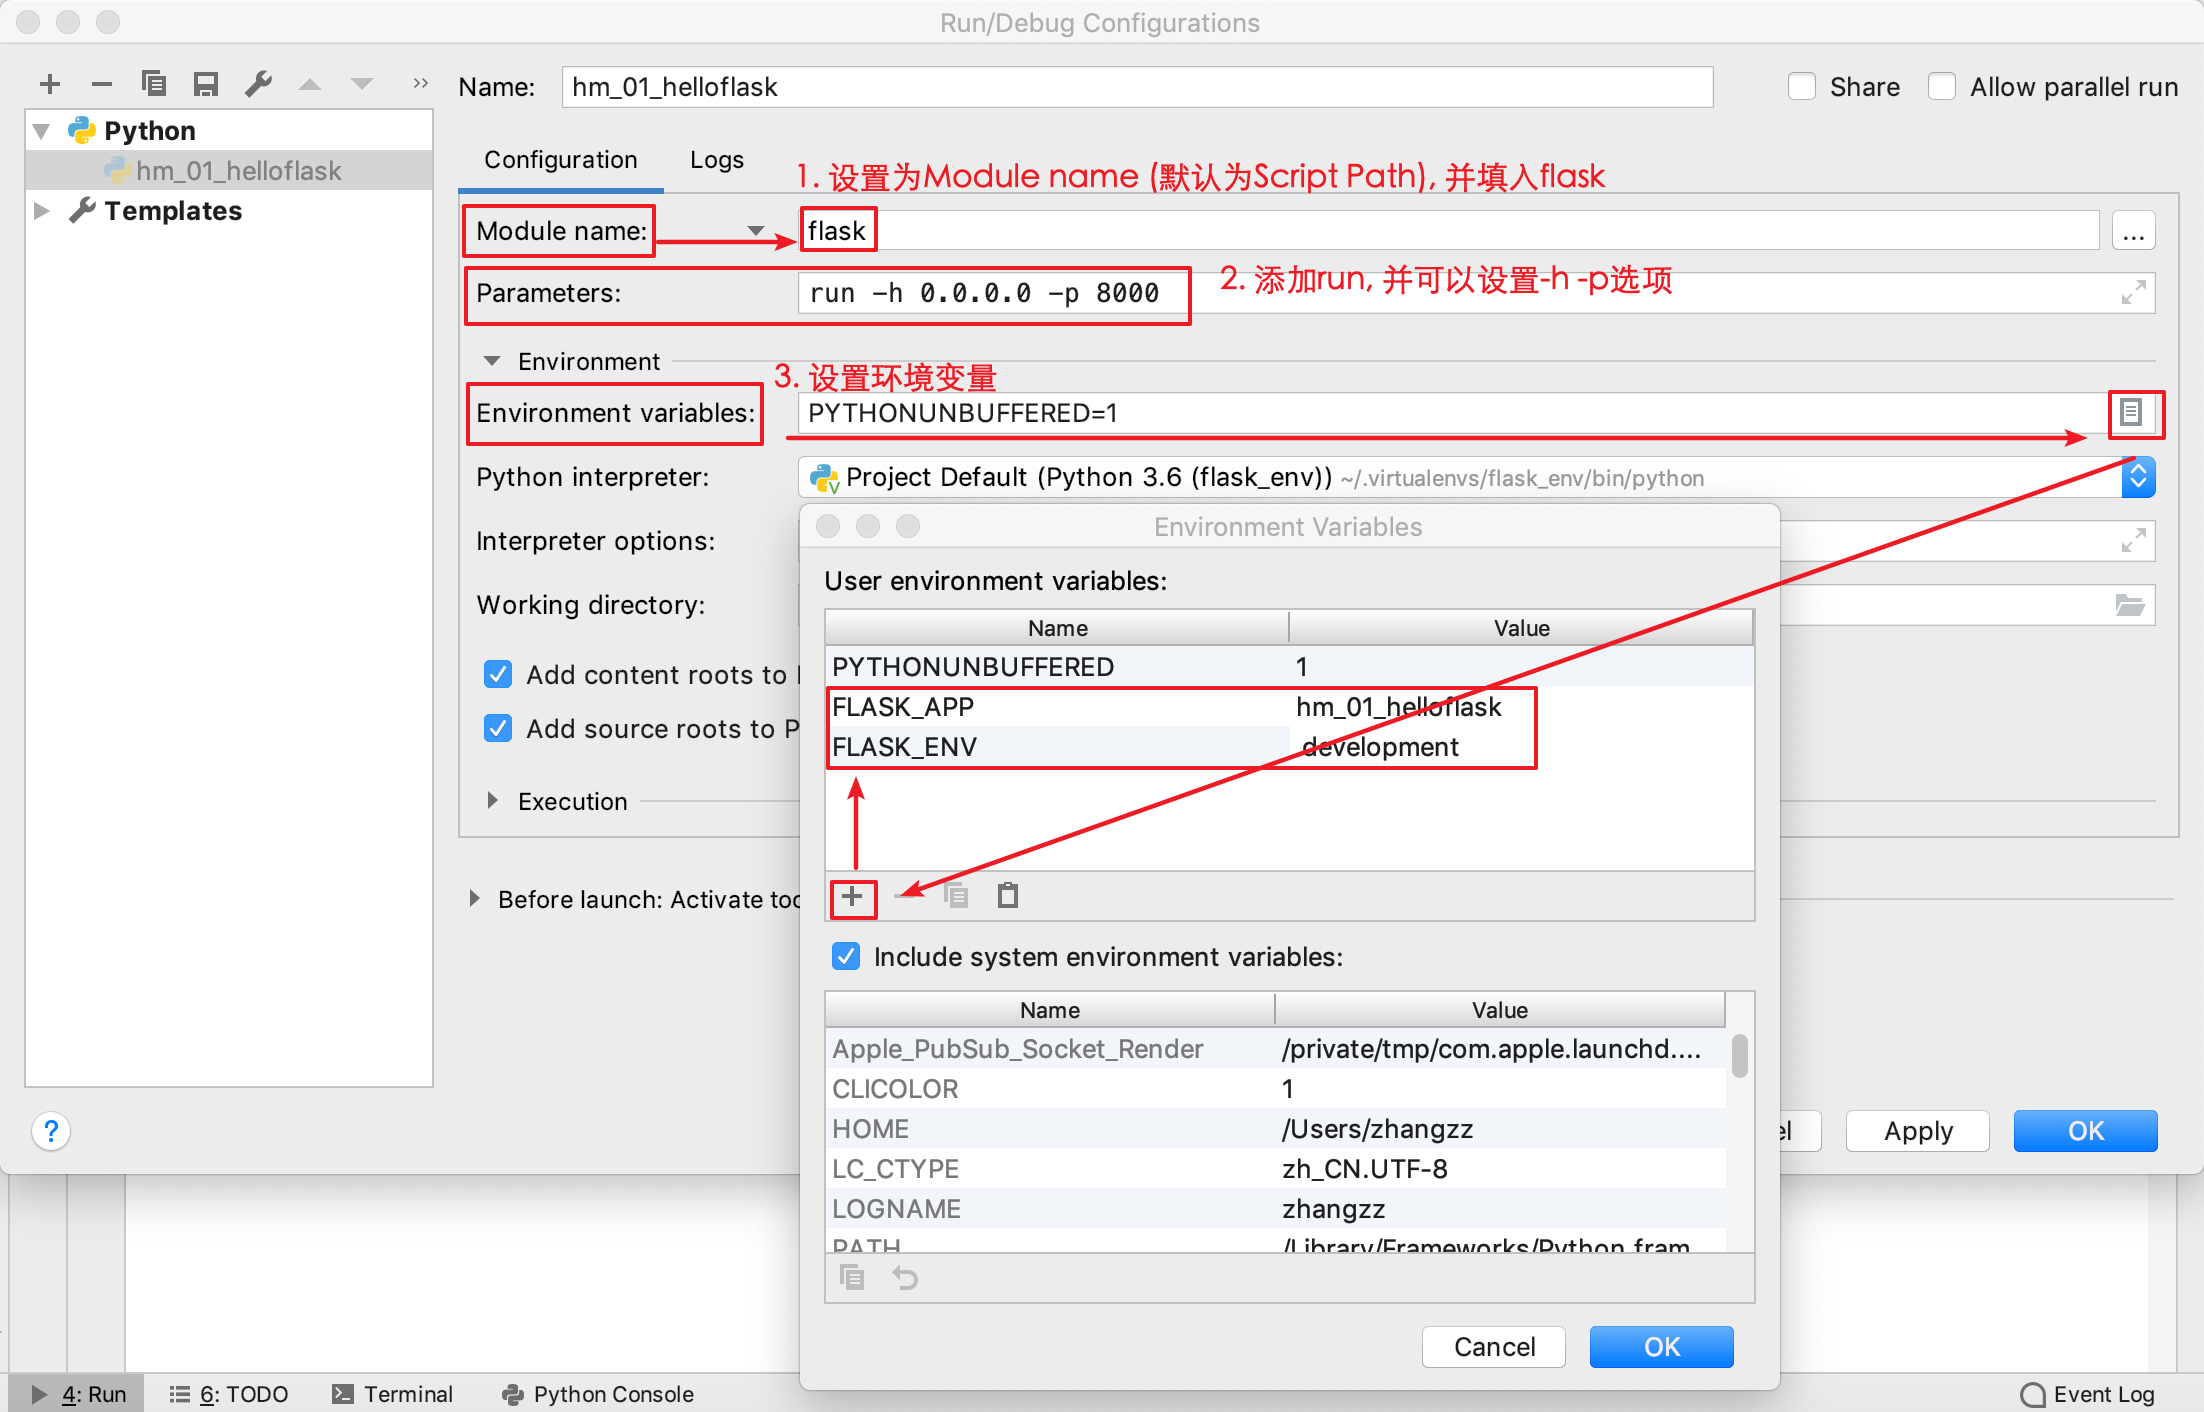 Run/Debug Configurations
Name: hm_01_helloflask Share Allow parallel run
Python
hm_01_helloflask
Templates
Configuration Logs
1. 设置为Module name (默认为Script Path), 并填入flask
Module name: flask ...
Parameters: run -h 0.0.0.0 -p 8000
2. 添加run, 并可以设置-h -p选项
Environment
3. 设置环境变量
Environment variables: PYTHONUNBUFFERED=1
Python interpreter: Project Default (Python 3.6 (flask_env)) ~/.virtualenvs/flask_env/bin/python
Interpreter options:
Working directory:
Add content roots to
Add source roots to P
Execution
Before launch: Activate too
Environment Variables
User environment variables:
Name Value
PYTHONUNBUFFERED 1
FLASK_APP hm_01_helloflask
FLASK_ENV development
Include system environment variables:
Name Value
Apple_PubSub_Socket_Render /private/tmp/com.apple.launchd....
CLICOLOR 1
HOME /Users/zhangzz
LC_CTYPE zh_CN.UTF-8
LOGNAME zhangzz
PATH /Library/Frameworks/Python.fram
Cancel OK
? el Apply OK
4: Run 6: TODO Terminal Python Console Event Log